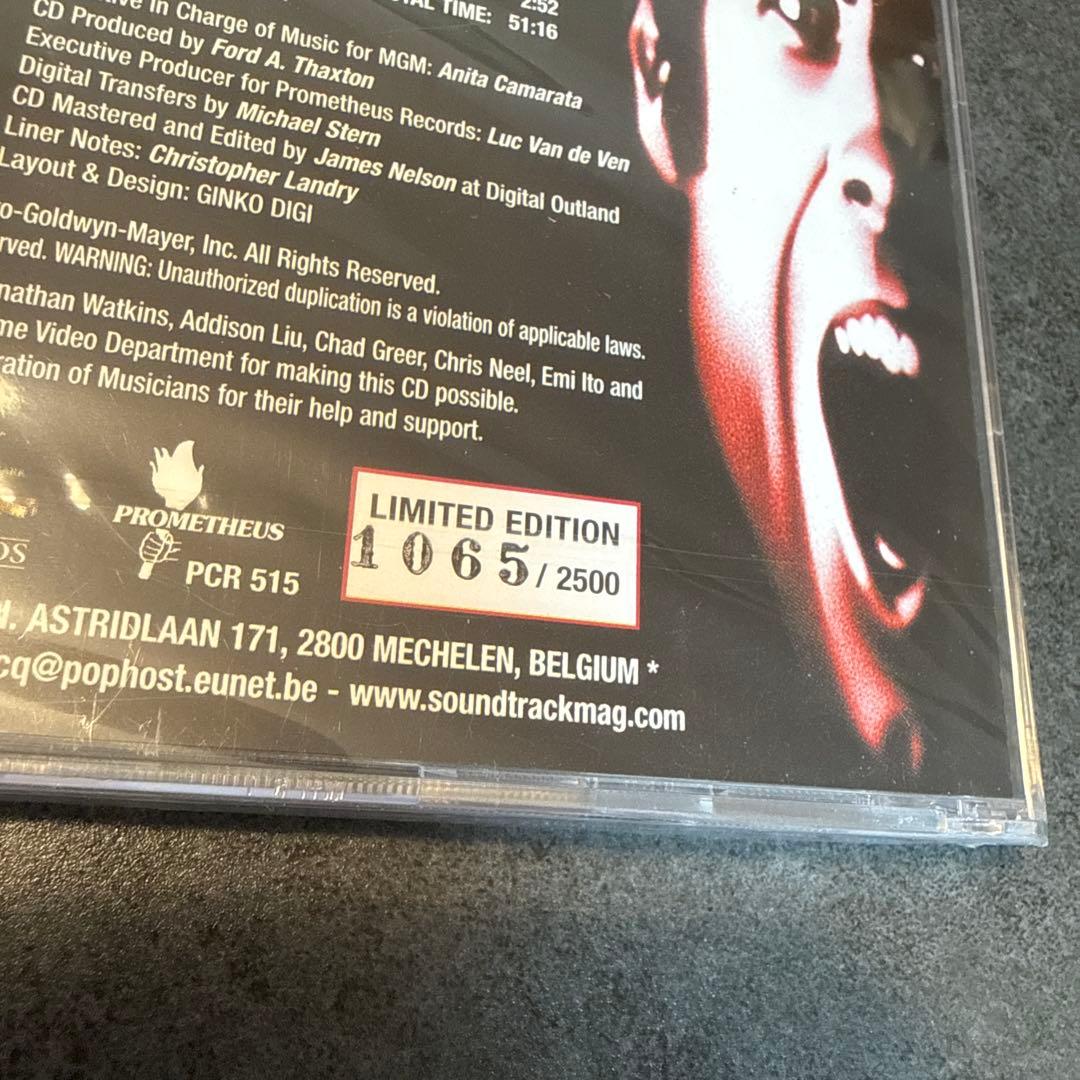 2:52
TOTAL TIME: 51:16
in Charge of Music for MGM: Anita Camarata
CD Produced by Ford A. Thaxton
Executive Producer for Prometheus Records: Luc Van de Ven
Digital Transfers by Michael Stern
CD Mastered and Edited by James Nelson at Digital Outland
Liner Notes: Christopher Landry
Layout & Design: GINKO DIGI
o-Goldwyn-Mayer, Inc. All Rights Reserved.
rved. WARNING: Unauthorized duplication is a violation of applicable laws.
nathan Watkins, Addison Liu, Chad Greer, Chris Neel, Emi Ito and
me Video Department for making this CD possible.
ration of Musicians for their help and support.
PROMETHEUS
PCR 515
LIMITED EDITION
1065 / 2500
. ASTRIDLAAN 171, 2800 MECHELEN, BELGIUM *
cq@pophost.eunet.be - www.soundtrackmag.com